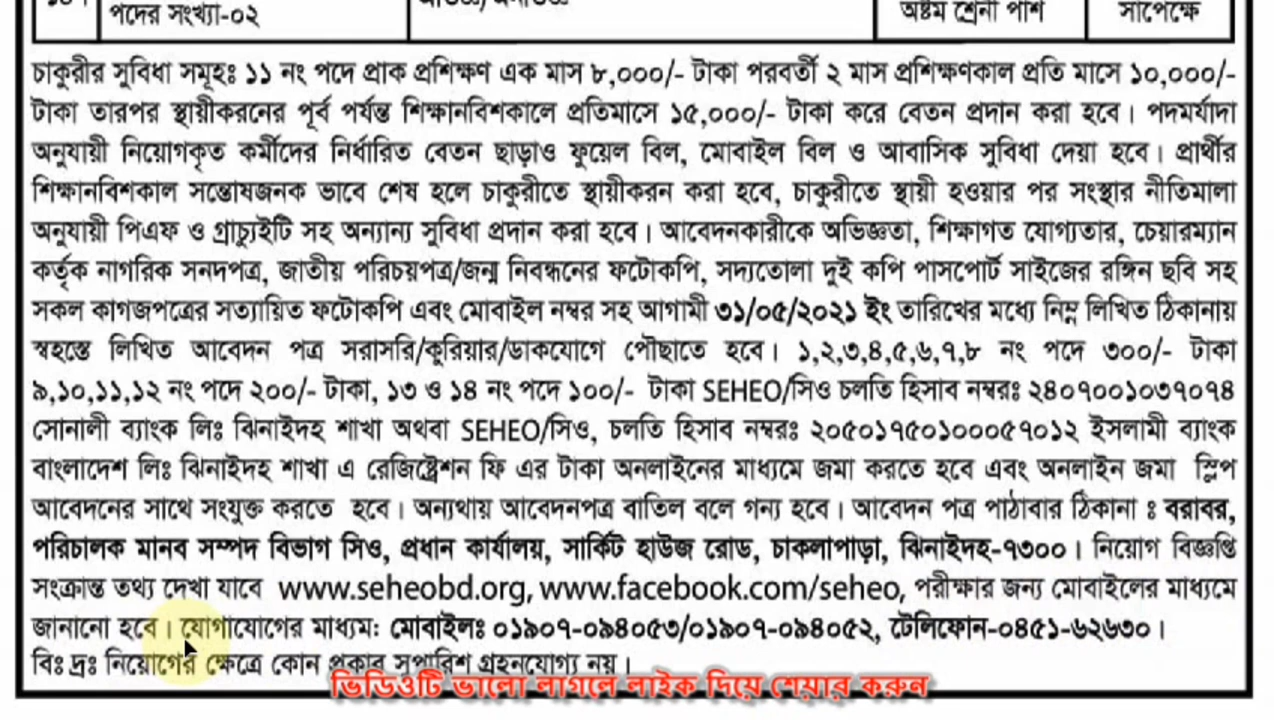 পদের সংখ্যা-০২
অষ্টম শ্রেনী পাশ
সাপেক্ষে
চাকুরীর সুবিধা সমূহঃ ১১ নং পদে প্রাক প্রশিক্ষণ এক মাস ৮,০০০/- টাকা পরবর্তী ২ মাস প্রশিক্ষণকাল প্রতি মাসে ১০,০০০/-
টাকা তারপর স্থায়ীকরনের পূর্ব পর্যন্ত শিক্ষানবিশকালে প্রতিমাসে ১৫,০০০/- টাকা করে বেতন প্রদান করা হবে। পদমর্যাদা
অনুযায়ী নিয়োগকৃত কর্মীদের নির্ধারিত বেতন ছাড়াও ফুয়েল বিল, মোবাইল বিল ও আবাসিক সুবিধা দেয়া হবে। প্রার্থীর
শিক্ষানবিশকাল সন্তোষজনক ভাবে শেষ হলে চাকুরীতে স্থায়ীকরন করা হবে, চাকুরীতে স্থায়ী হওয়ার পর সংস্থার নীতিমালা
অনুযায়ী পিএফ ও গ্রাচ্যুইটি সহ অন্যান্য সুবিধা প্রদান করা হবে। আবেদনকারীকে অভিজ্ঞতা, শিক্ষাগত যোগ্যতার, চেয়ারম্যান
কর্তৃক নাগরিক সনদপত্র, জাতীয় পরিচয়পত্র/জন্ম নিবন্ধনের ফটোকপি, সদ্যতোলা দুই কপি পাসপোর্ট সাইজের রঙ্গিন ছবি সহ
সকল কাগজপত্রের সত্যায়িত ফটোকপি এবং মোবাইল নম্বর সহ আগামী ৩১/০৫/২০২১ ইং তারিখের মধ্যে নিম্ন লিখিত ঠিকানায়
স্বহস্তে লিখিত আবেদন পত্র সরাসরি/কুরিয়ার/ডাকযোগে পৌছাতে হবে। ১,২,৩,৪,৫,৬,৭,৮ নং পদে ৩০০/- টাকা
৯,১০,১১,১২ নং পদে ২০০/- টাকা, ১৩ ও ১৪ নং পদে ১০০/- টাকা SEHEO/সিও চলতি হিসাব নম্বরঃ ২৪০৭০০১০৩৭০৭৪
সোনালী ব্যাংক লিঃ ঝিনাইদহ শাখা অথবা SEHEO/সিও, চলতি হিসাব নম্বরঃ ২০৫০১৭৫০১০০০৫৭০১২ ইসলামী ব্যাংক
বাংলাদেশ লিঃ ঝিনাইদহ শাখা এ রেজিষ্ট্রেশন ফি এর টাকা অনলাইনের মাধ্যমে জমা করতে হবে এবং অনলাইন জমা স্লিপ
আবেদনের সাথে সংযুক্ত করতে হবে। অন্যথায় আবেদনপত্র বাতিল বলে গন্য হবে। আবেদন পত্র পাঠাবার ঠিকানা ঃ বরাবর,
পরিচালক মানব সম্পদ বিভাগ সিও, প্রধান কার্যালয়, সার্কিট হাউজ রোড, চাকলাপাড়া, ঝিনাইদহ-৭৩০০। নিয়োগ বিজ্ঞপ্তি
সংক্রান্ত তথ্য দেখা যাবে www.seheobd.org, www.facebook.com/seheo, পরীক্ষার জন্য মোবাইলের মাধ্যমে
জানানো হবে। যোগাযোগের মাধ্যম: মোবাইলঃ ০১৯০৭-০৯৪০৫৩/০১৯০৭-০৯৪০৫২, টেলিফোন-০৪৫১-৬২৬৩০।
বিঃ দ্রঃ নিয়োগের ক্ষেত্রে কোন প্রকার সুপারিশ গ্রহনযোগ্য নয়।
ভিডিওটি ভালো লাগলে লাইক দিয়ে শেয়ার করুন